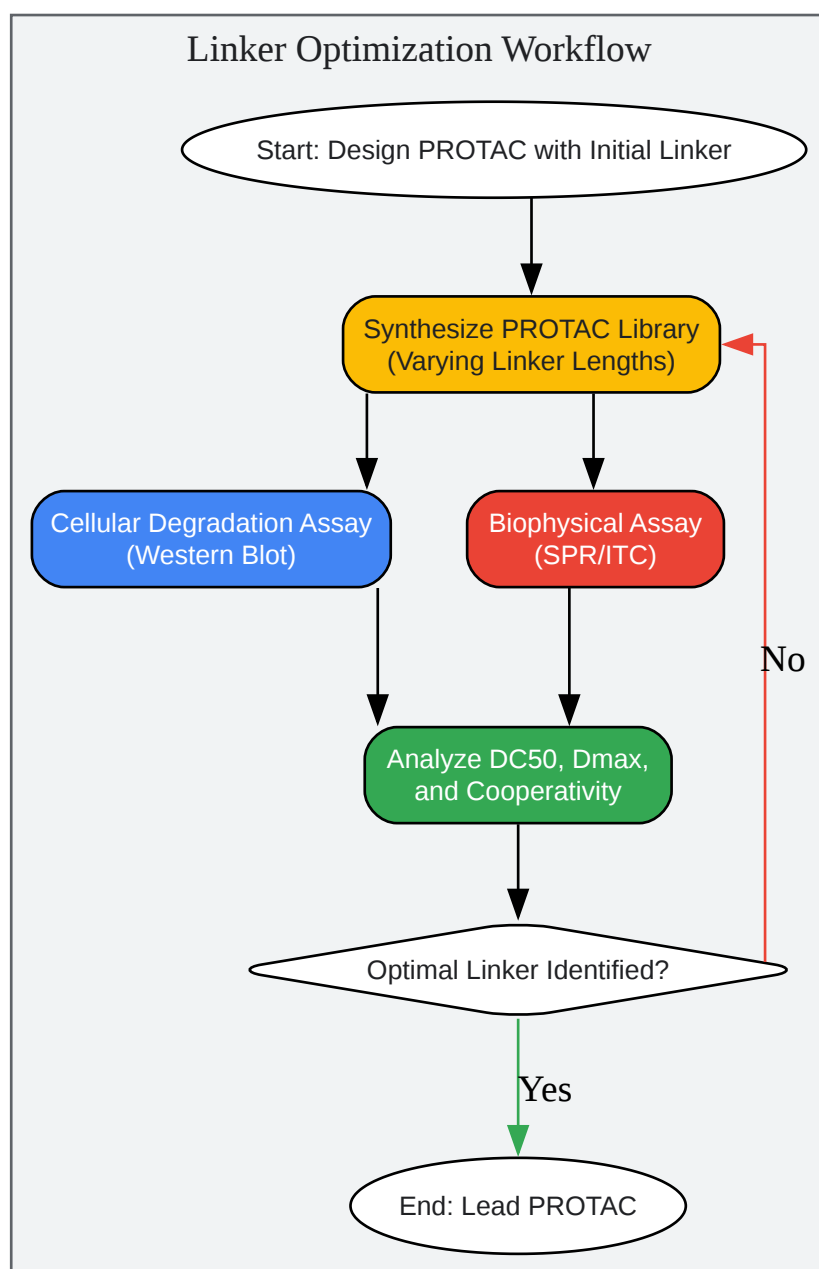 Linker Optimization Workflow
Start: Design PROTAC with Initial Linker
Synthesize PROTAC Library
(Varying Linker Lengths)
Cellular Degradation Assay
(Western Blot)
Biophysical Assay
(SPR/ITC)
No
Analyze DC50, Dmax,
and Cooperativity
Optimal Linker Identified?
Yes
End: Lead PROTAC